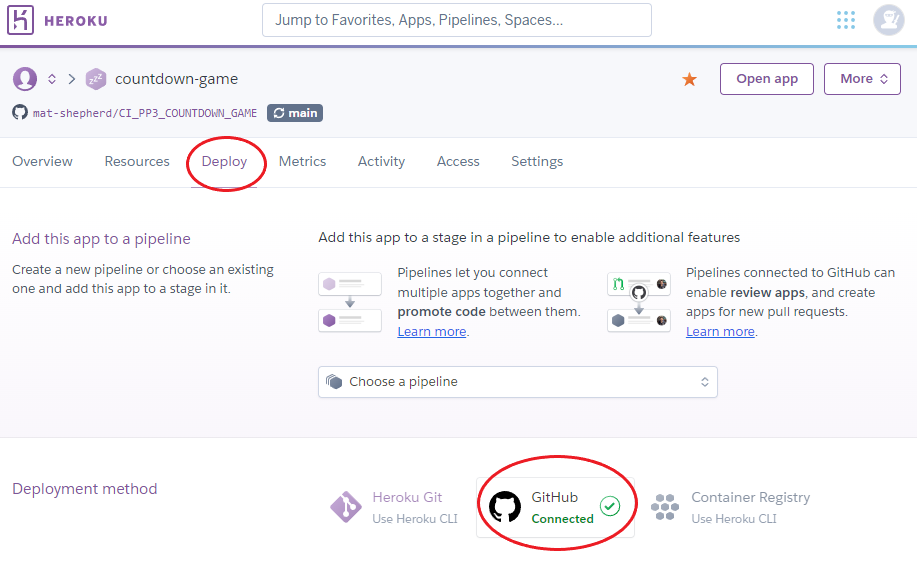 HEROKU
Jump to Favorites, Apps, Pipelines, Spaces...
countdown-game
Open app
More
mat-shepherd/CI_PP3_COUNTDOWN_GAME
main
Overview
Resources
Deploy
Metrics
Activity
Access
Settings
Add this app to a pipeline
Create a new pipeline or choose an existing
one and add this app to a stage in it.
Add this app to a stage in a pipeline to enable additional features
Pipelines let you connect
multiple apps together and
promote code between them.
Learn more.
Pipelines connected to GitHub can
enable review apps, and create
apps for new pull requests.
Learn more.
Choose a pipeline
Deployment method
Heroku Git
Use Heroku CLI
GitHub
Connected
Container Registry
Use Heroku CLI